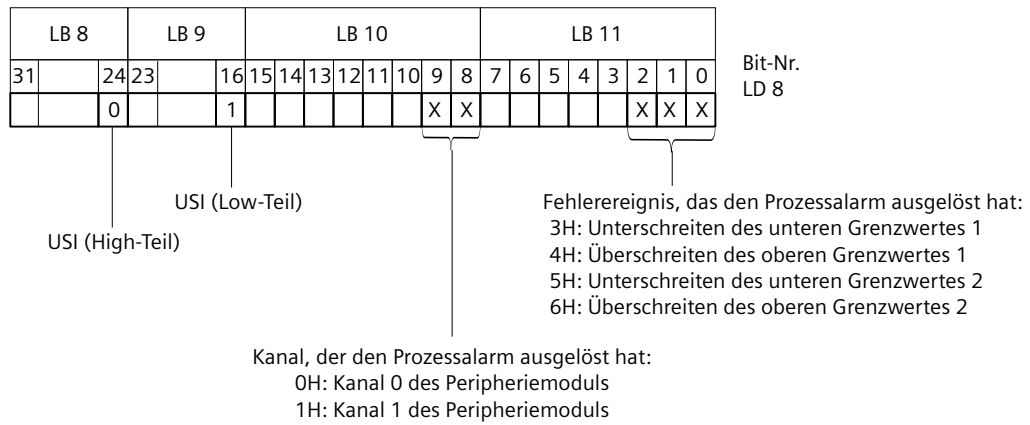 LB 8 LB 9 LB 10 LB 11
31 24 23 16 15 14 13 12 11 10 9 8 7 6 5 4 3 2 1 0 Bit-Nr.
LD 8
0 1 X X X X X
USI (Low-Teil)
USI (High-Teil)
Fehlerereignis, das den Prozessalarm ausgelöst hat:
3H: Unterschreiten des unteren Grenzwertes 1
4H: Überschreiten des oberen Grenzwertes 1
5H: Unterschreiten des unteren Grenzwertes 2
6H: Überschreiten des oberen Grenzwertes 2
Kanal, der den Prozessalarm ausgelöst hat:
0H: Kanal 0 des Peripheriemoduls
1H: Kanal 1 des Peripheriemoduls